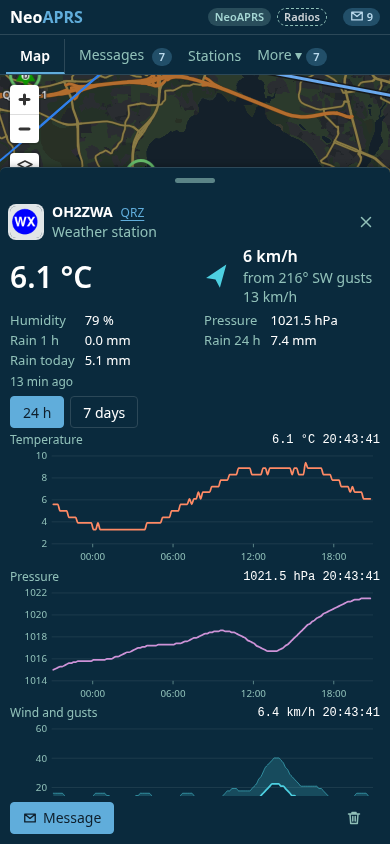 NeoAPRS NeoAPRS Radios 9
Map Messages 7 Stations More ▾ 7
+
−
WX OH2ZWA QRZ
Weather station
6.1 °C
6 km/h
from 216° SW gusts
13 km/h
Humidity 79 % Pressure 1021.5 hPa
Rain 1 h 0.0 mm Rain 24 h 7.4 mm
Rain today 5.1 mm
13 min ago
24 h 7 days
Temperature 6.1 °C 20:43:41
10
8
6
4
2
00:00 06:00 12:00 18:00
Pressure 1021.5 hPa 20:43:41
1022
1020
1018
1016
1014
00:00 06:00 12:00 18:00
Wind and gusts 6.4 km/h 20:43:41
60
40
20
Message